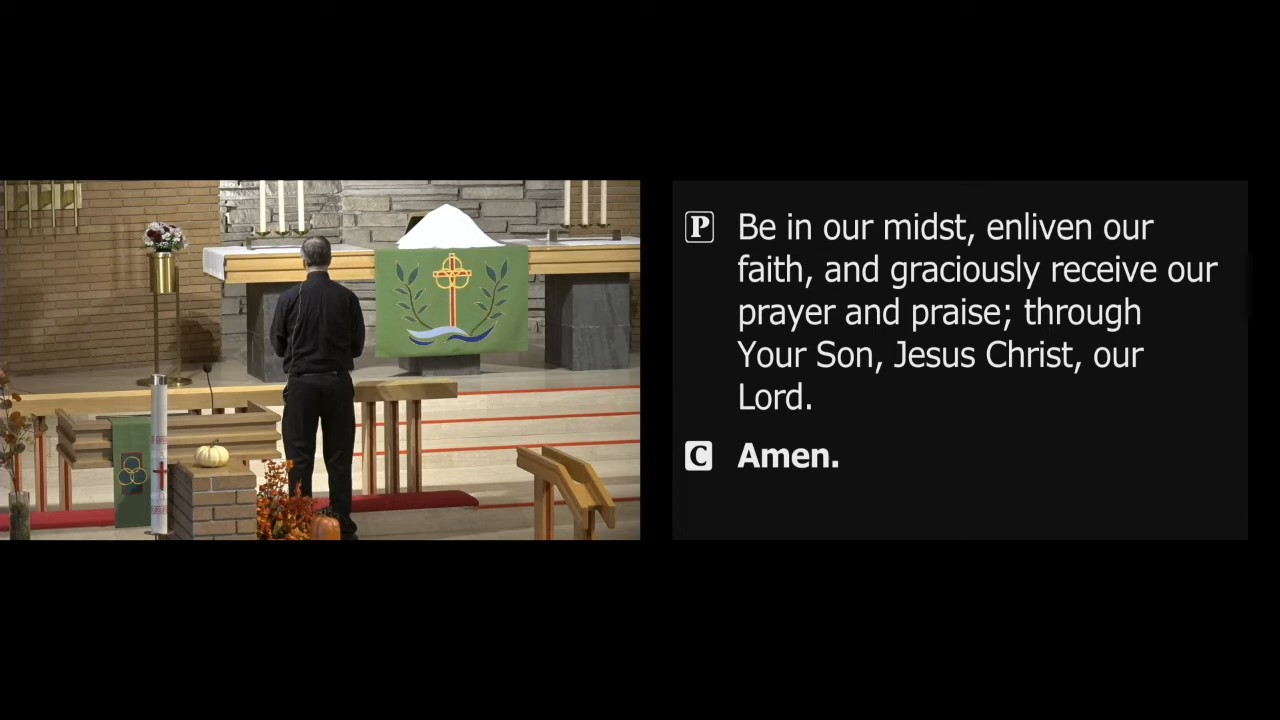 P Be in our midst, enliven our
faith, and graciously receive our
prayer and praise; through
Your Son, Jesus Christ, our
Lord.
C Amen.